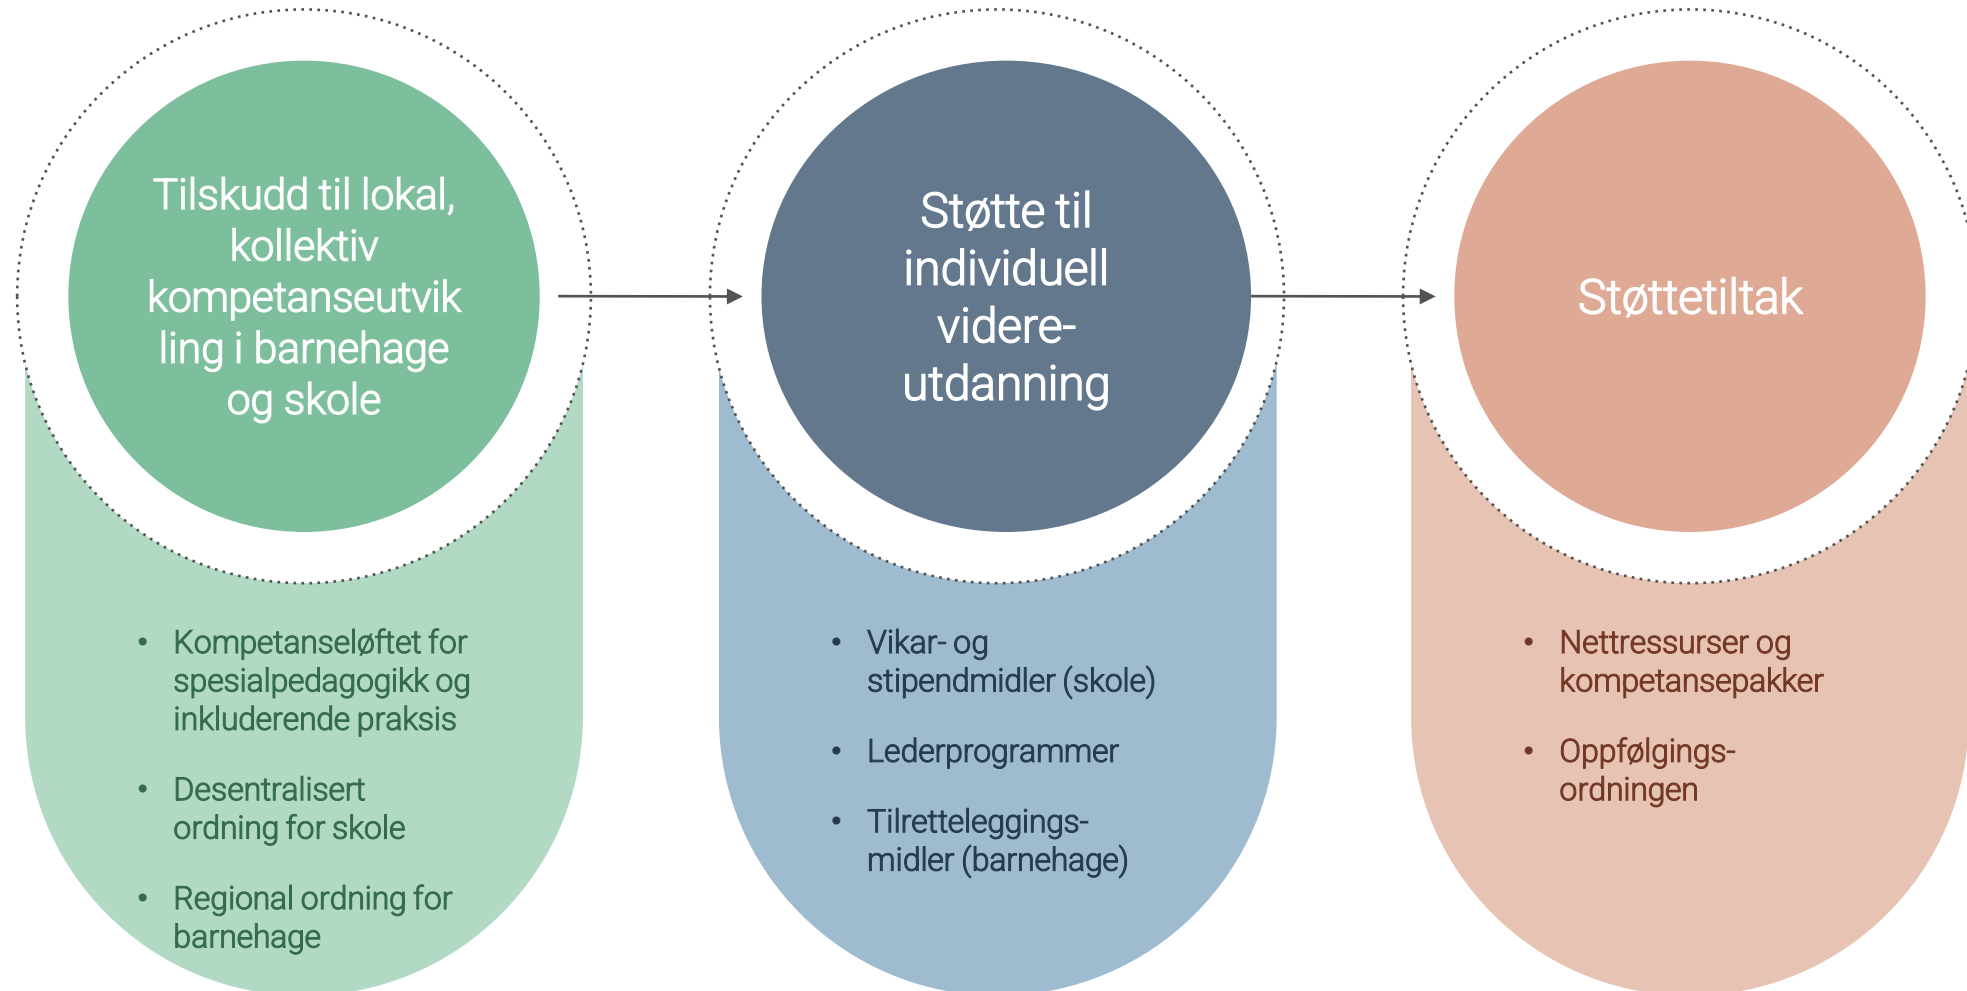 Tilskudd til lokal,
kollektiv
kompetanseutvik
ling i barnehage
og skole
• Kompetanseløftet for
spesialpedagogikk og
inkluderende praksis
• Desentralisert
ordning for skole
• Regional ordning for
barnehage
Støtte til
individuell
videre-
utdanning
• Vikar- og
stipendmidler (skole)
• Lederprogrammer
• Tilretteleggings-
midler (barnehage)
Støttetiltak
• Nettressurser og
kompetansepakker
• Oppfølgings-
ordningen